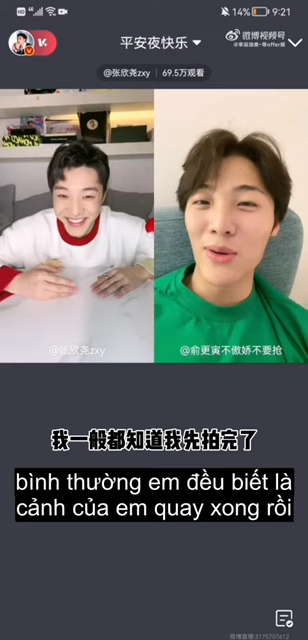 14% 9:21
平安夜快乐
微博视频号
@张欣尧zxy 69.5万观看
@张欣尧zxy
@俞更寅不傲娇不要抢
我一般都知道我先拍完了
bình thường em đều biết là
cảnh của em quay xong rồi